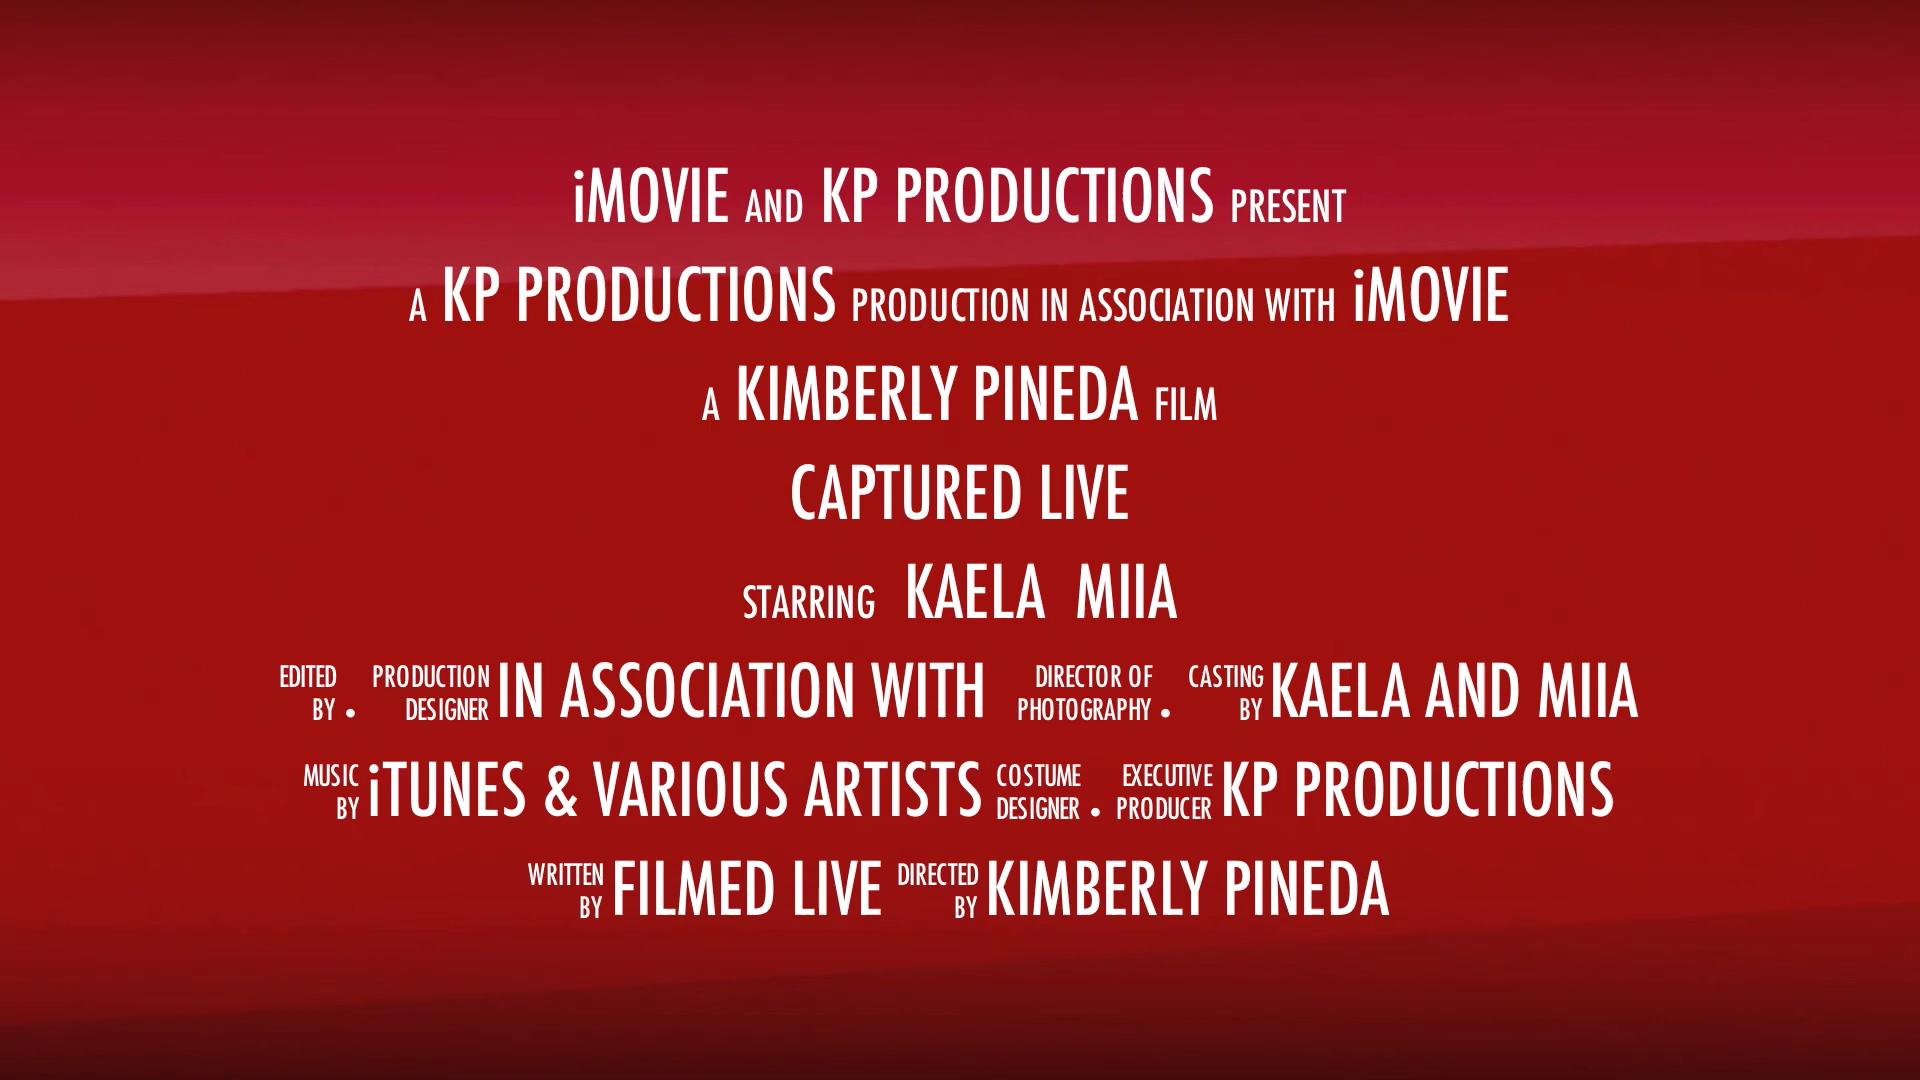 iMOVIE AND KP PRODUCTIONS PRESENT
A KP PRODUCTIONS PRODUCTION IN ASSOCIATION WITH iMOVIE
A KIMBERLY PINEDA FILM
CAPTURED LIVE
STARRING KAELA MIIA
EDITED BY . PRODUCTION DESIGNER IN ASSOCIATION WITH DIRECTOR OF PHOTOGRAPHY . CASTING BY KAELA AND MIIA
MUSIC BY iTUNES & VARIOUS ARTISTS COSTUME DESIGNER . EXECUTIVE PRODUCER KP PRODUCTIONS
WRITTEN BY FILMED LIVE DIRECTED BY KIMBERLY PINEDA